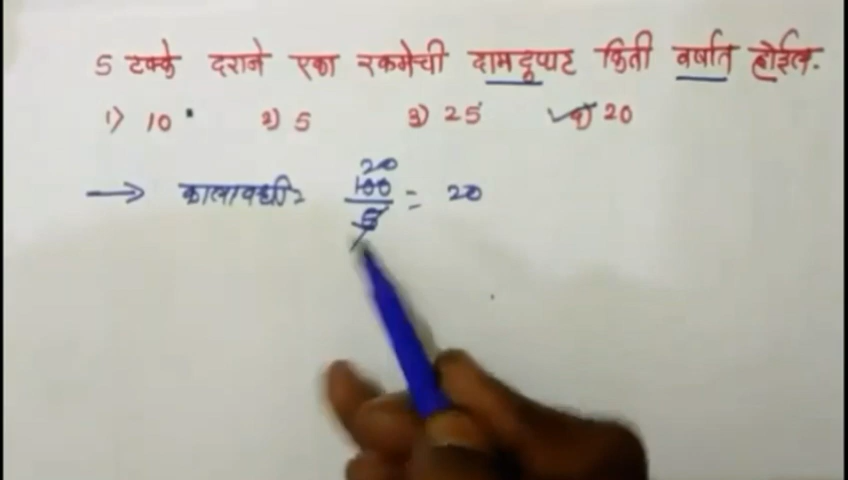 5 टक्के दराने एका रकमेची दामदुप्पट किती वर्षात होईल.
1) 10 2) 5 3) 25 4) 20
→ कालावधी = 100/5 = 20
20